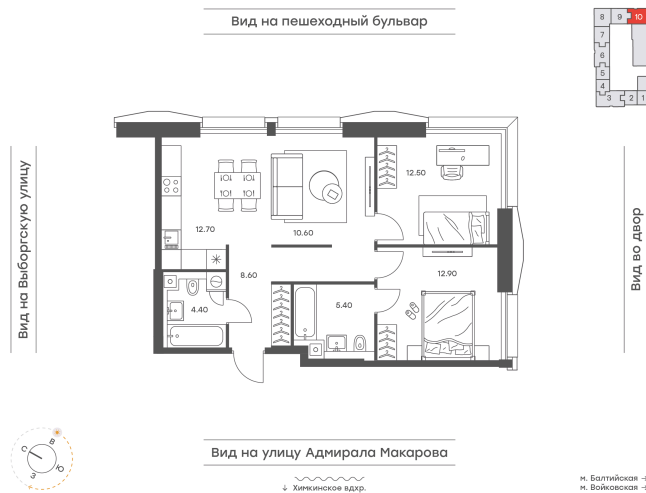 Вид на пешеходный бульвар
8 9 10
7
6
5
4
3 2 1
Вид на Выборгскую улицу
Вид во двор
12.50
12.70
10.60
8.60
12.90
4.40
5.40
С В
З Ю
Вид на улицу Адмирала Макарова
↓ Химкинское вдхр.
м. Балтийская
м. Войковская